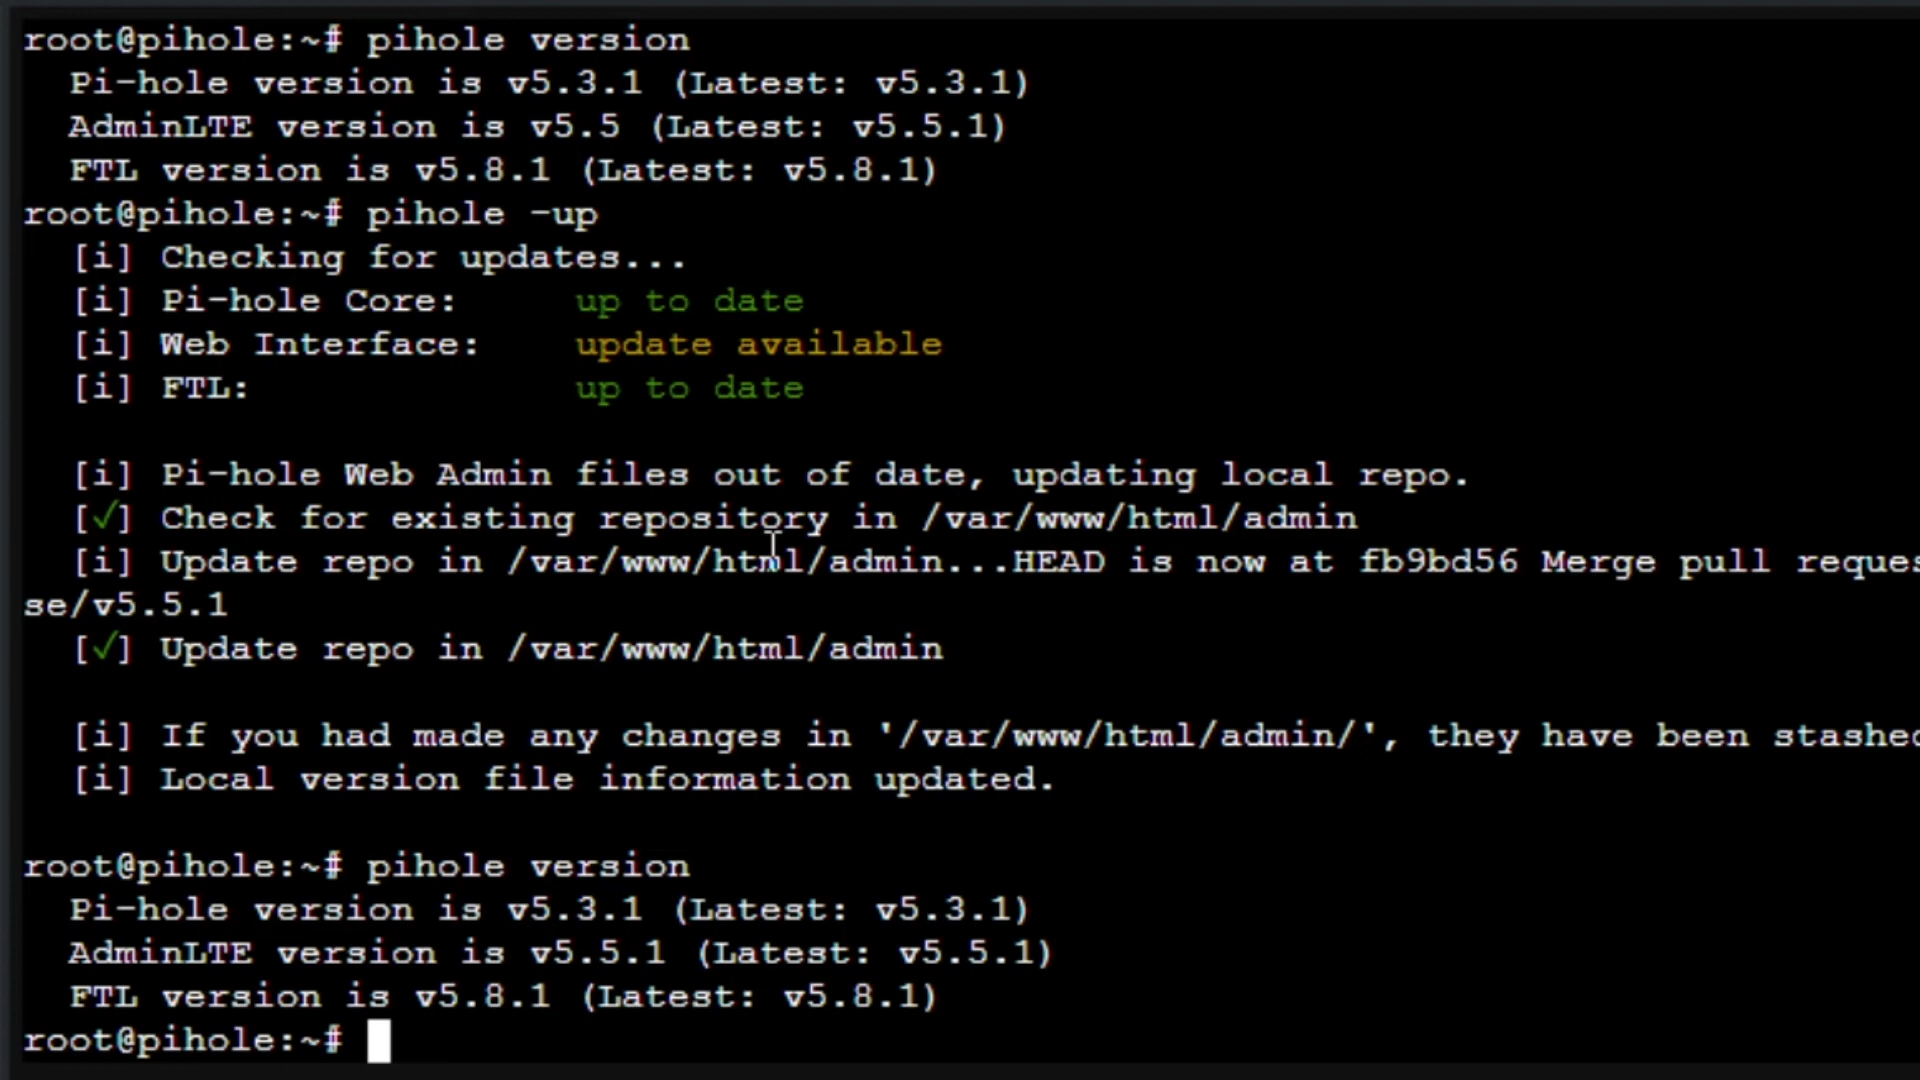 root@pihole:~# pihole version
  Pi-hole version is v5.3.1 (Latest: v5.3.1)
  AdminLTE version is v5.5 (Latest: v5.5.1)
  FTL version is v5.8.1 (Latest: v5.8.1)
root@pihole:~# pihole -up
  [i] Checking for updates...
  [i] Pi-hole Core:     up to date
  [i] Web Interface:    update available
  [i] FTL:              up to date
  [i] Pi-hole Web Admin files out of date, updating local repo.
  [✓] Check for existing repository in /var/www/html/admin
  [i] Update repo in /var/www/html/admin...HEAD is now at fb9bd56 Merge pull reques
se/v5.5.1
  [✓] Update repo in /var/www/html/admin
  [i] If you had made any changes in '/var/www/html/admin/', they have been stashed
  [i] Local version file information updated.
root@pihole:~# pihole version
  Pi-hole version is v5.3.1 (Latest: v5.3.1)
  AdminLTE version is v5.5.1 (Latest: v5.5.1)
  FTL version is v5.8.1 (Latest: v5.8.1)
root@pihole:~#